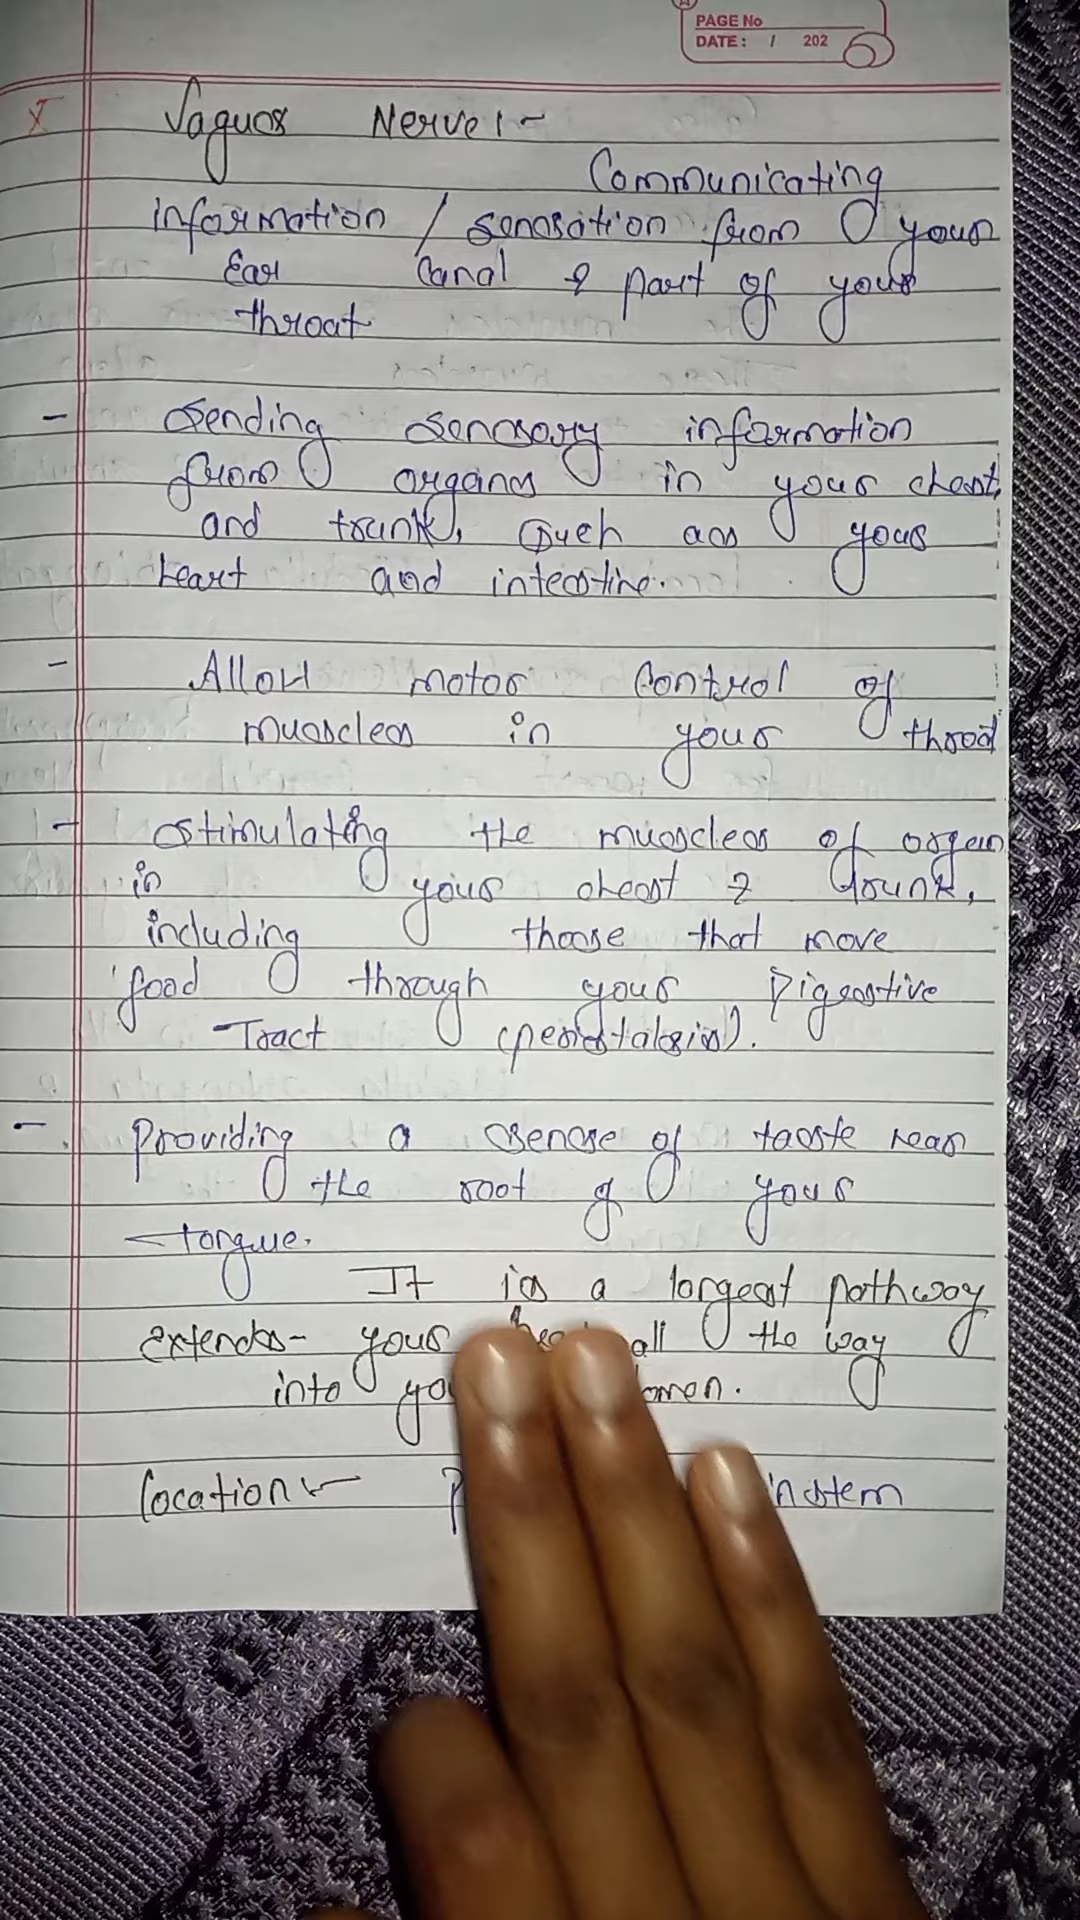 PAGE No
DATE: / 202
X Vagus Nerve :-
Communicating
information / sensation from your
Ear Canal & part of your
throat
- Sending sensory information
from organs in your chest
and trunk, such as your
heart and intestine.
- Allow motor Control of
muscles in your throat
- stimulating the muscles of organ
in your chest & trunk,
including those that move
food through your Digestive
Tract (peristalsis).
- Providing a sense of taste near
the root of your
tongue.
It is a largest pathway
extends- your all the way
into
Location :-